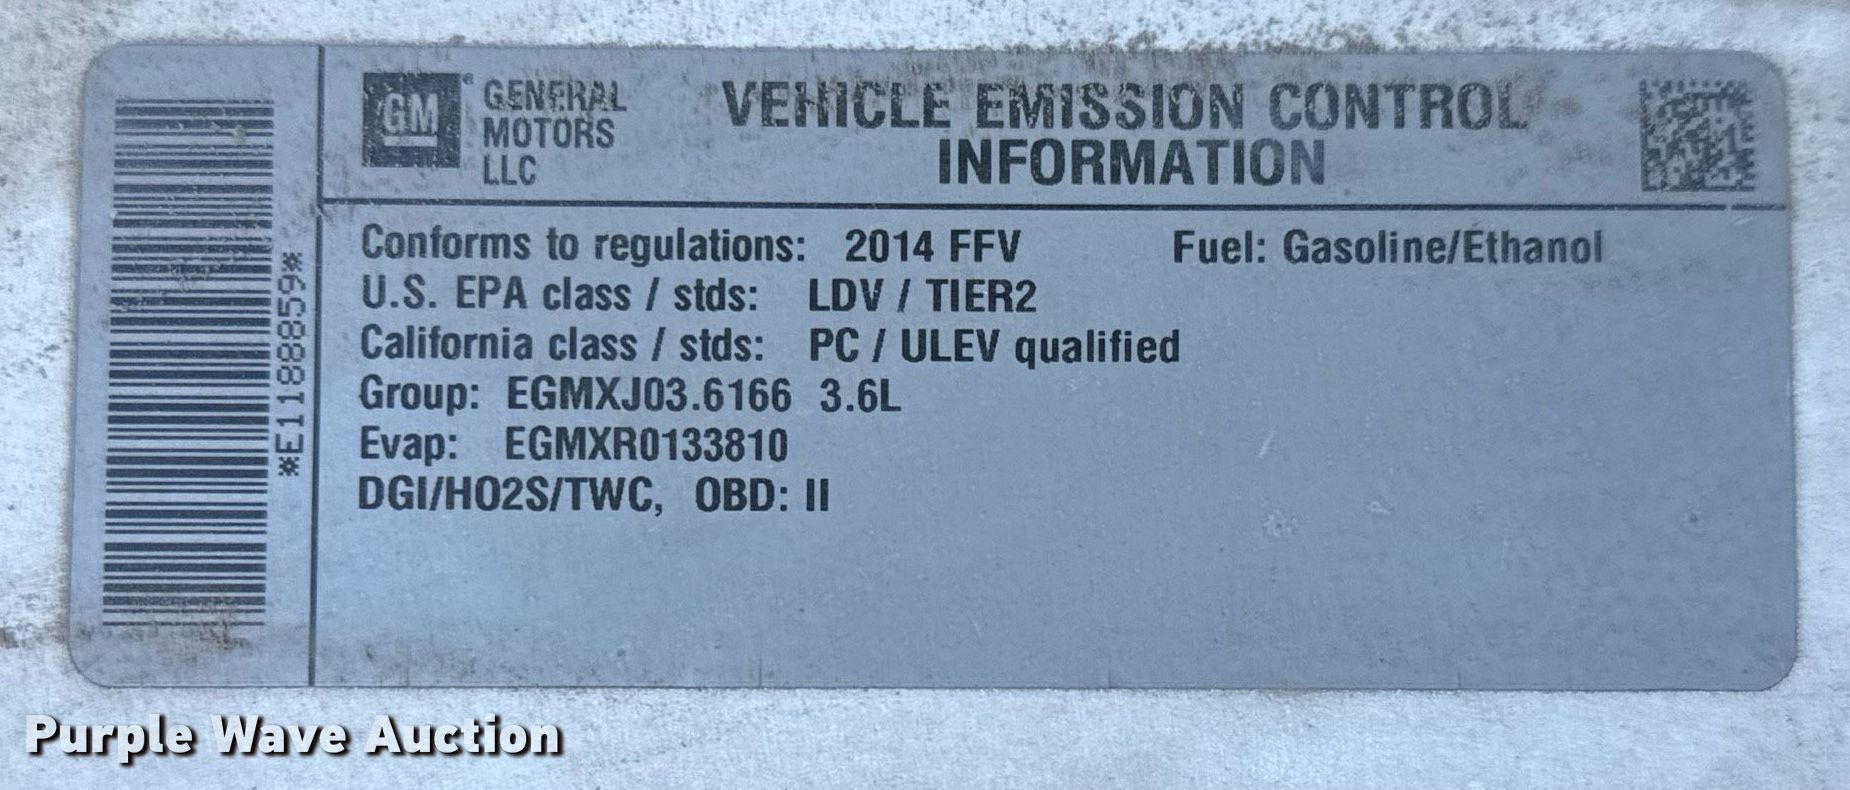 *E1188859*
GM
GENERAL
MOTORS
LLC
VEHICLE EMISSION CONTROL
INFORMATION
Conforms to regulations: 2014 FFV Fuel: Gasoline/Ethanol
U.S. EPA class / stds: LDV / TIER2
California class / stds: PC / ULEV qualified
Group: EGMXJ03.6166 3.6L
Evap: EGMXR0133810
DGI/HO2S/TWC, OBD: II
Purple Wave Auction